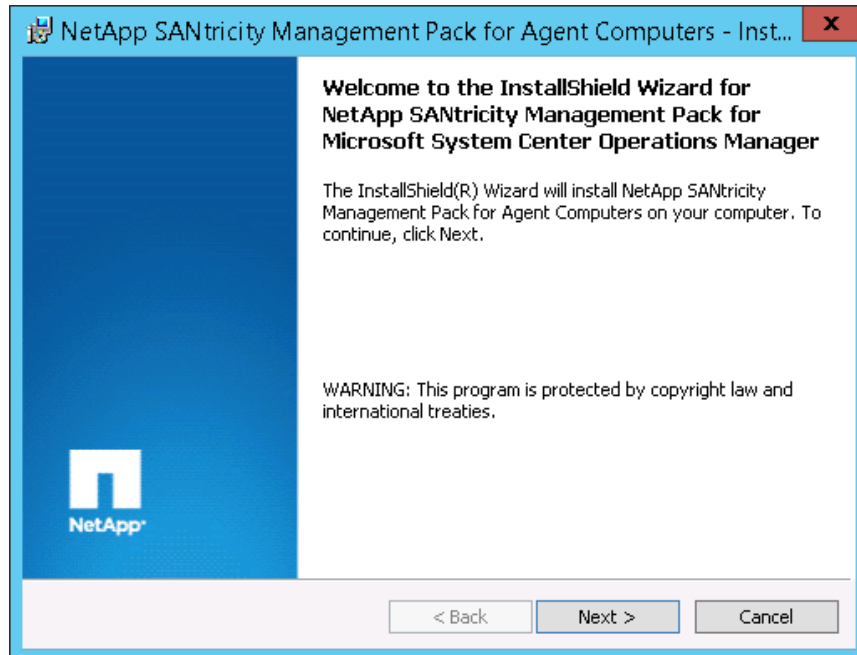 NetApp SANtricity Management Pack for Agent Computers - Inst...
x
Welcome to the InstallShield Wizard for
NetApp SANtricity Management Pack for
Microsoft System Center Operations Manager
The InstallShield(R) Wizard will install NetApp SANtricity
Management Pack for Agent Computers on your computer. To
continue, click Next.
WARNING: This program is protected by copyright law and
international treaties.
NetApp
< Back
Next >
Cancel